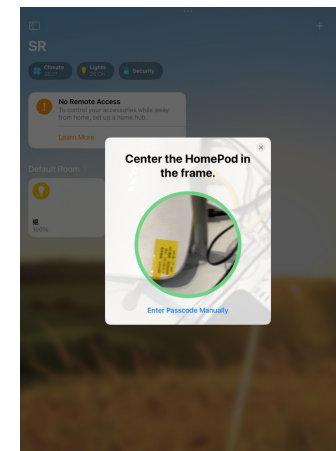 SR
Climate
Lights
Security
No Remote Access
To control your accessories while away
from home, set up a home hub.
Learn More
Default Room
100%
Center the HomePod in
the frame.
Enter Passcode Manually